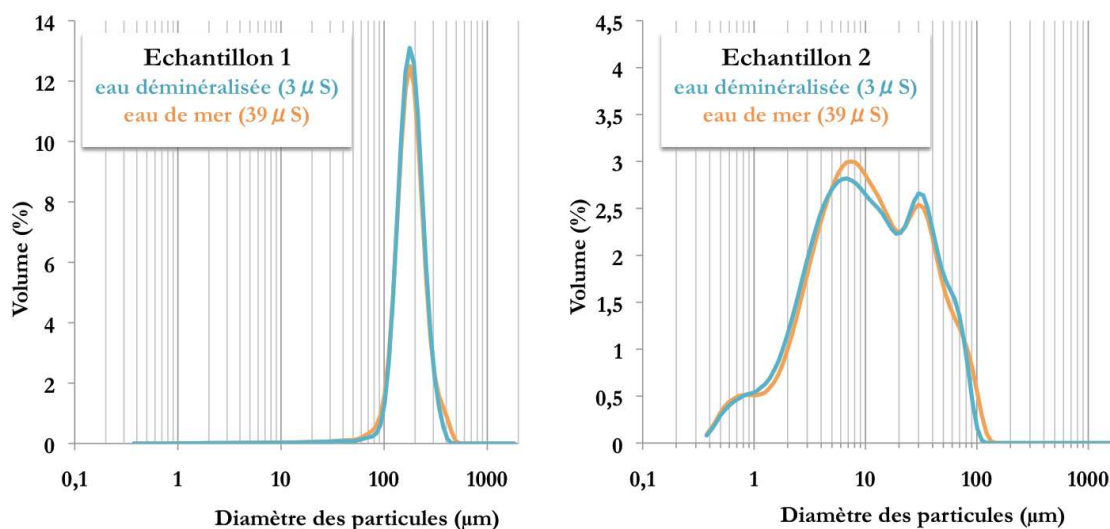 14
12
10
8
6
4
2
0
Volume (%)
Echantillon 1
eau déminéralisée (3 μ S)
eau de mer (39 μ S)
0,1
1
10
100
1000
Diamètre des particules (μm)
4,5
4
3,5
3
2,5
2
1,5
1
0,5
0
Volume (%)
Echantillon 2
eau déminéralisée (3 μ S)
eau de mer (39 μ S)
0,1
1
10
100
1000
Diamètre des particules (μm)